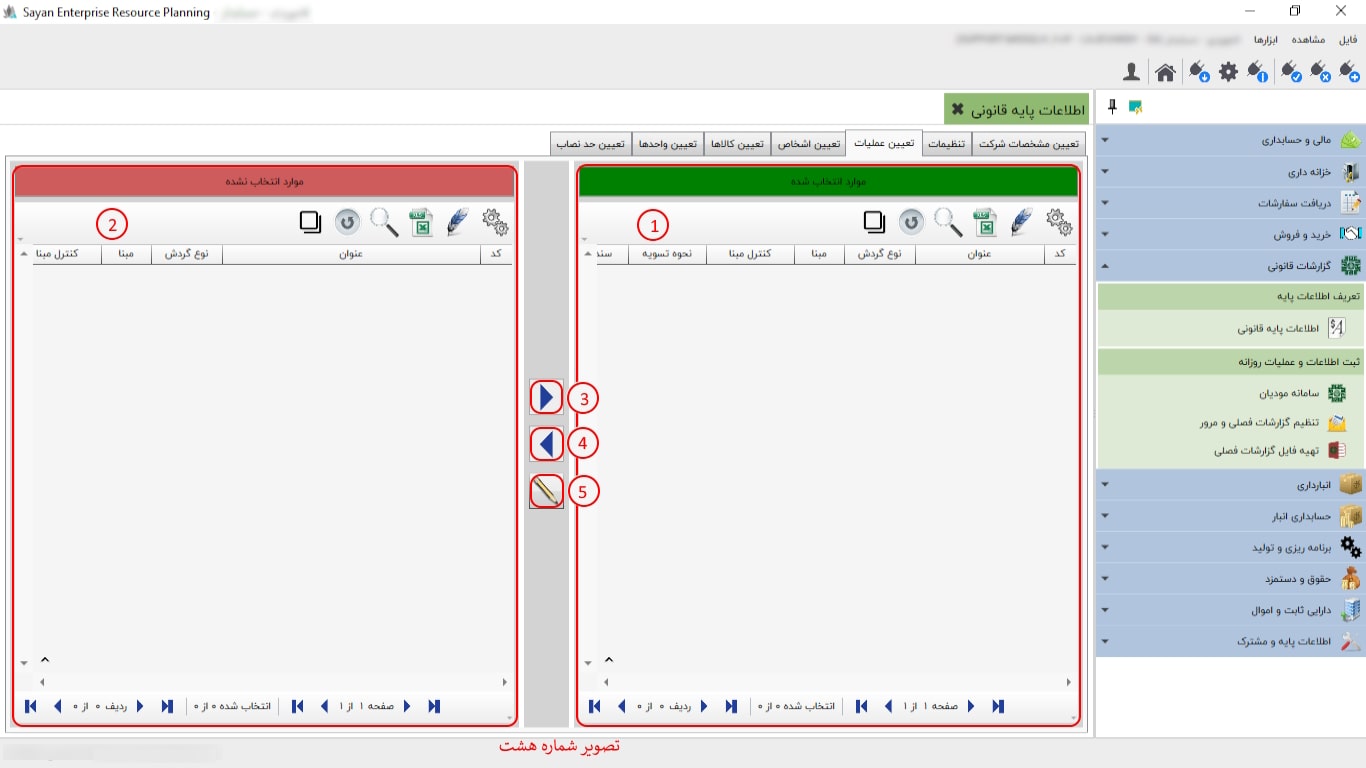 Sayan Enterprise Resource Planning
فایل مشاهده ابزارها
اطلاعات پایه قانونی
تعیین مشخصات شرکت تنظیمات تعیین عملیات تعیین اشخاص تعیین کالاها تعیین واحدها تعیین حد نصاب
مالی و حسابداری
خزانه داری
دریافت سفارشات
خرید و فروش
گزارشات قانونی
تعریف اطلاعات پایه
اطلاعات پایه قانونی
ثبت اطلاعات و عملیات روزانه
سامانه مودیان
تنظیم گزارشات فصلی و مرور
تهیه فایل گزارشات فصلی
انبارداری
حسابداری انبار
برنامه ریزی و تولید
حقوق و دستمزد
دارایی ثابت و اموال
اطلاعات پایه و مشترک
موارد انتخاب شده
1
کد عنوان نوع گردش مبنا کنترل مبنا نحوه تسویه سند
صفحه ۱ از ۱ انتخاب شده ۰ از ۰ ردیف ۰ از ۰
3
4
5
موارد انتخاب نشده
2
کد عنوان نوع گردش مبنا کنترل مبنا
صفحه ۱ از ۱ انتخاب شده ۰ از ۰ ردیف ۰ از ۰
تصویر شماره هشت